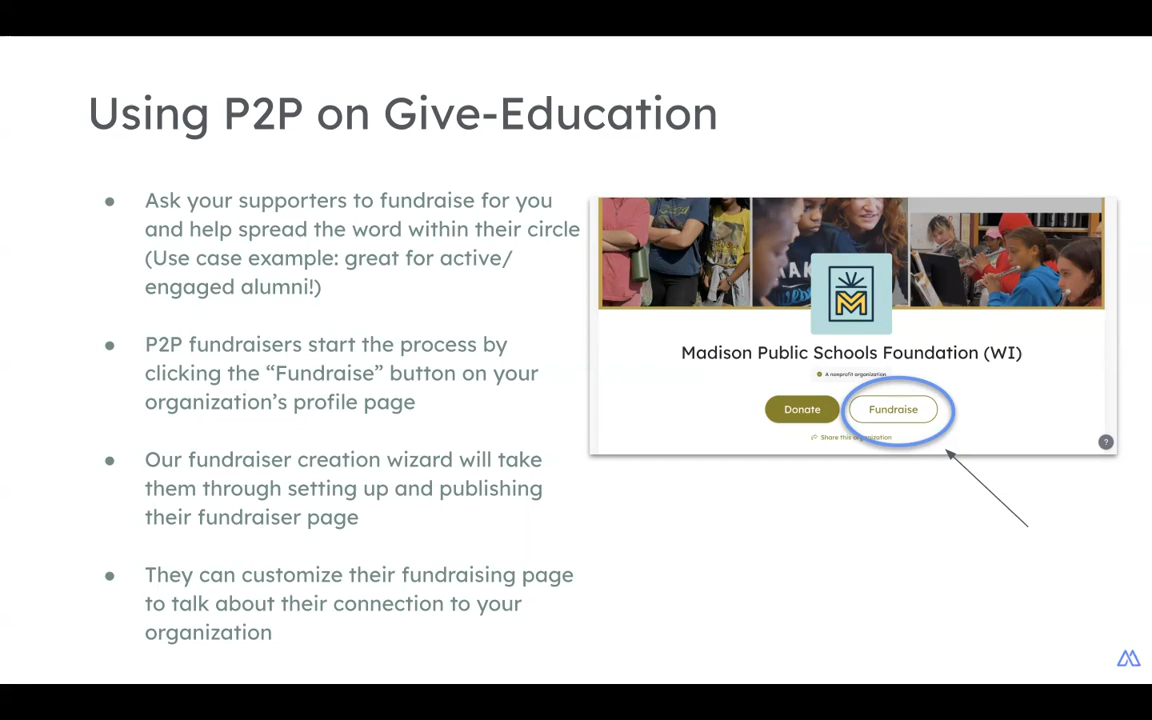 Using P2P on Give-Education
● Ask your supporters to fundraise for you
and help spread the word within their circle
(Use case example: great for active/
engaged alumni!)
● P2P fundraisers start the process by
clicking the “Fundraise” button on your
organization’s profile page
● Our fundraiser creation wizard will take
them through setting up and publishing
their fundraiser page
● They can customize their fundraising page
to talk about their connection to your
organization
M
Madison Public Schools Foundation (WI)
A nonprofit organization
Donate
Fundraise
Share this organization
?